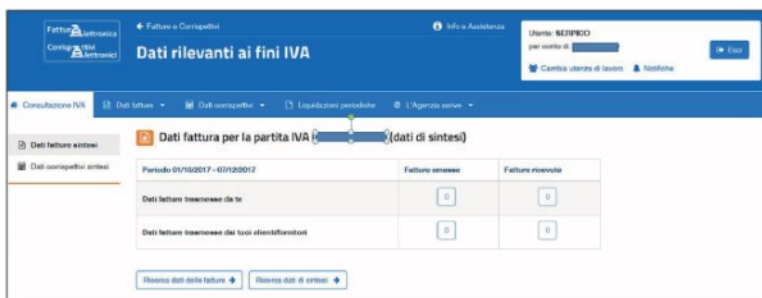 Fattura Elettronica
Corrispettivi Elettronici
Fatture e Corrispettivi
Dati rilevanti ai fini IVA
Info e Assistenza
Utente: SERPICO
per conto di:
Cambia utenza di lavoro
Notifiche
Esci
Consultazione IVA
Dati fatture
Dati corrispettivi
Liquidazioni periodiche
L'Agenzia scrive
Dati fatture sintesi
Dati corrispettivi sintesi
Dati fattura per la partita IVA (dati di sintesi)
Periodo 01/10/2017 - 07/12/2017 Fatture emesse Fatture ricevute
Dati fatture trasmesse da te 0 0
Dati fatture trasmesse dai tuoi clienti/fornitori 0 0
Ricerca dati delle fatture
Ricerca dati di sintesi